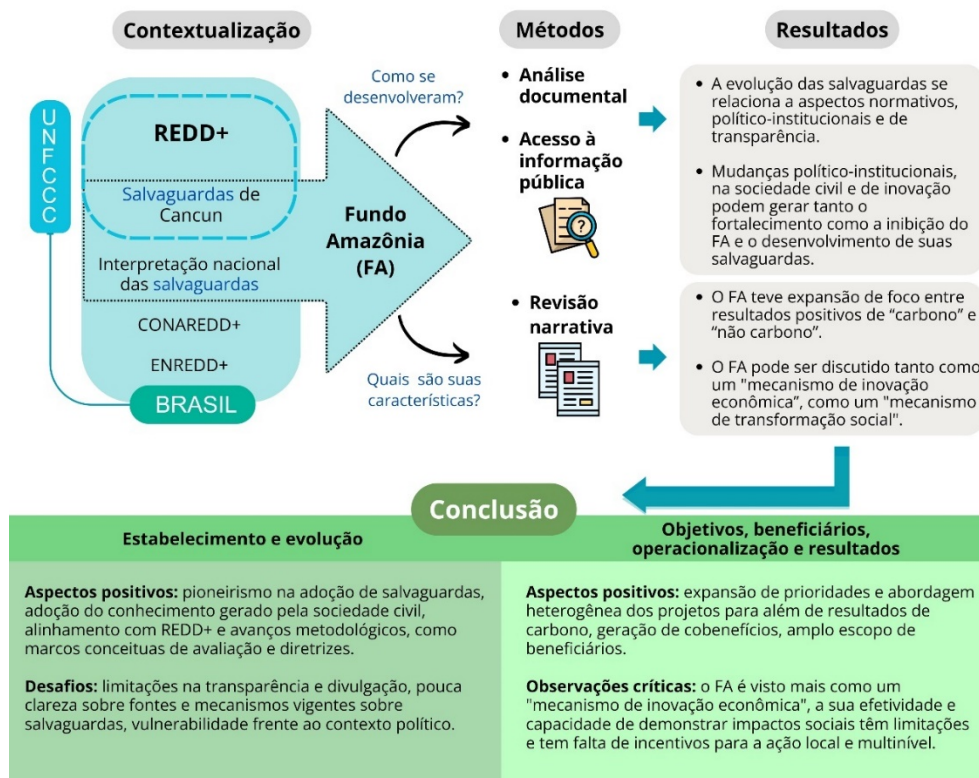 Contextualização
UNFCCC
REDD+
Salvaguardas de
Cancun
Interpretação nacional
das salvaguardas
CONAREDD+
ENREDD+
BRASIL
Fundo
Amazônia
(FA)
Como se
desenvolveram?
Quais são suas
características?
Métodos
• Análise
documental
• Acesso à
informação
pública
• Revisão
narrativa
Resultados
• A evolução das salvaguardas se
relaciona a aspectos normativos,
político-institucionais e de
transparência.
• Mudanças político-institucionais,
na sociedade civil e de inovação
podem gerar tanto o
fortalecimento como a inibição do
FA e o desenvolvimento de suas
salvaguardas.
• O FA teve expansão de foco entre
resultados positivos de “carbono” e
“não carbono”.
• O FA pode ser discutido tanto como
um "mecanismo de inovação
econômica”, como um "mecanismo
de transformação social".
Conclusão
Estabelecimento e evolução
Aspectos positivos: pioneirismo na adoção de salvaguardas,
adoção do conhecimento gerado pela sociedade civil,
alinhamento com REDD+ e avanços metodológicos, como
marcos conceituas de avaliação e diretrizes.
Desafios: limitações na transparência e divulgação, pouca
clareza sobre fontes e mecanismos vigentes sobre
salvaguardas, vulnerabilidade frente ao contexto político.
Objetivos, beneficiários,
operacionalização e resultados
Aspectos positivos: expansão de prioridades e abordagem
heterogênea dos projetos para além de resultados de
carbono, geração de cobenefícios, amplo escopo de
beneficiários.
Observações críticas: o FA é visto mais como um
"mecanismo de inovação econômica”, a sua efetividade e
capacidade de demonstrar impactos sociais têm limitações
e tem falta de incentivos para a ação local e multinível.